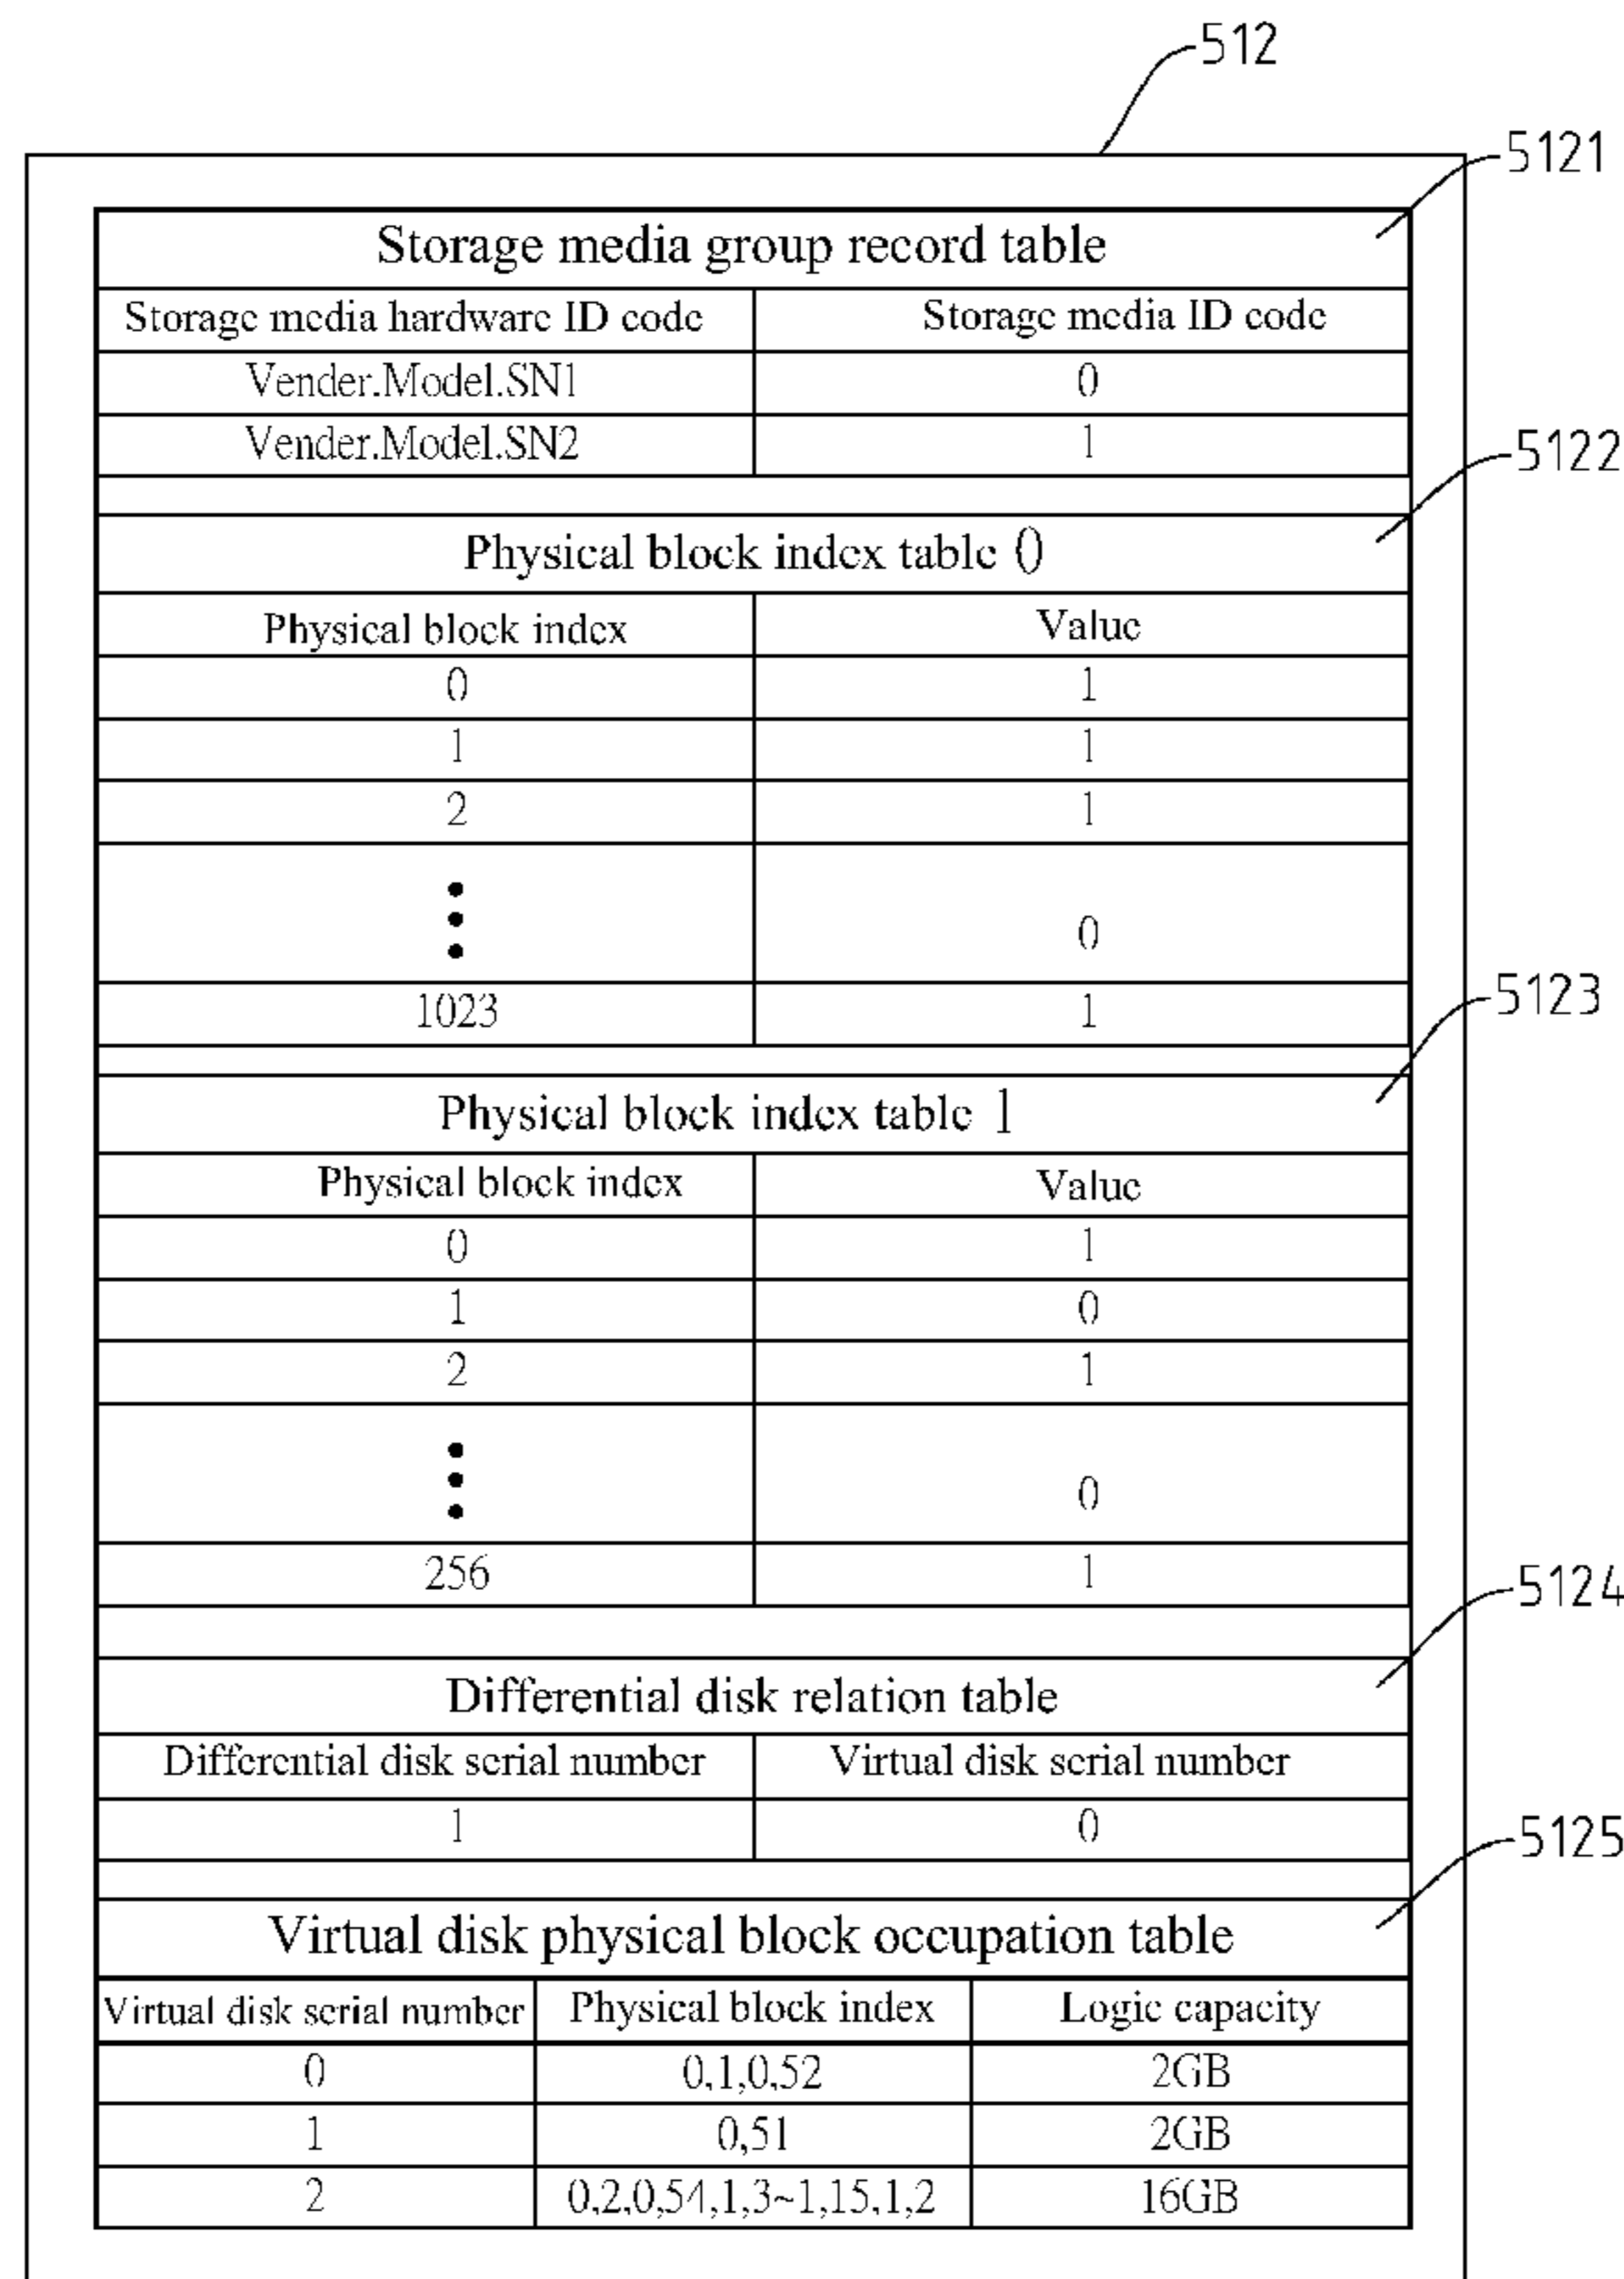 512
5121
Storage media group record table
Storage media hardware ID code Storage media ID code
Vender.Model.SN1 0
Vender.Model.SN2 1
5122
Physical block index table 0
Physical block index Value
0 1
1 1
2 1
0
1023 1
5123
Physical block index table 1
Physical block index Value
0 1
1 0
2 1
0
256 1
5124
Differential disk relation table
Differential disk serial number Virtual disk serial number
1 0
5125
Virtual disk physical block occupation table
Virtual disk serial number Physical block index Logic capacity
0 0,1,0,52 2GB
1 0,51 2GB
2 0,2,0,54,1,3~1,15,1,2 16GB